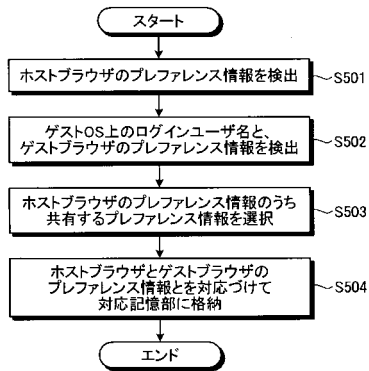 スタート
ホストブラウザのプレファレンス情報を検出
S501
ゲストOS上のログインユーザ名と、
ゲストブラウザのプレファレンス情報を検出
S502
ホストブラウザのプレファレンス情報のうち
共有するプレファレンス情報を選択
S503
ホストブラウザとゲストブラウザの
プレファレンス情報とを対応づけて
対応記憶部に格納
S504
エンド